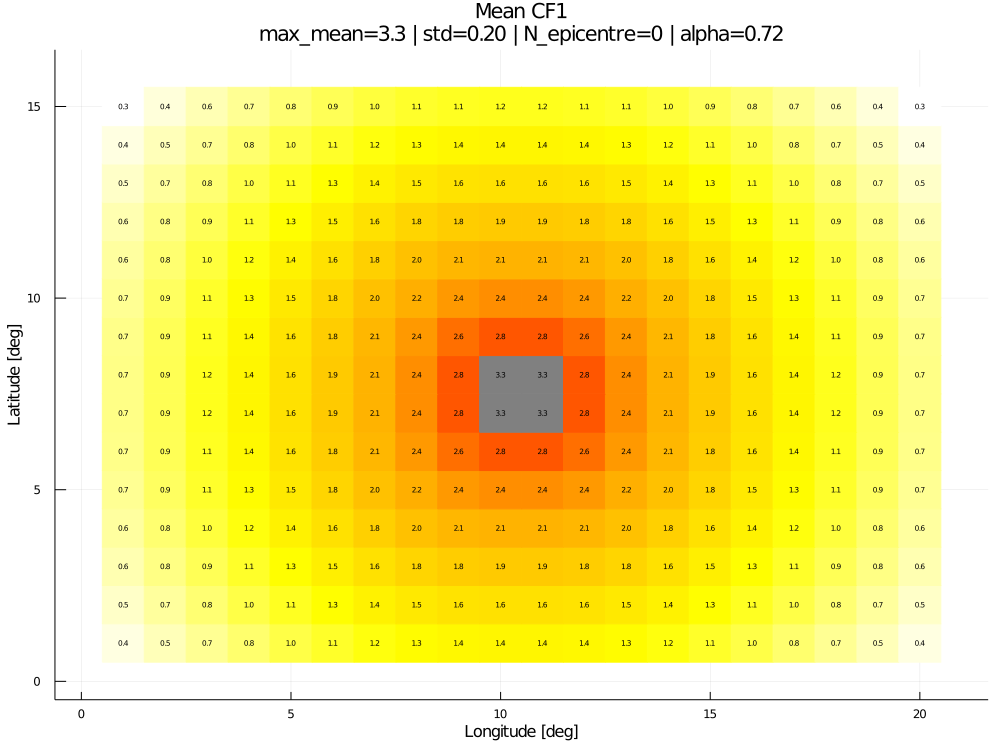 Mean CF1
max_mean=3.3 | std=0.20 | N_epicentre=0 | alpha=0.72
15 0.3 0.4 0.6 0.7 0.8 0.9 1.0 1.1 1.1 1.2 1.2 1.1 1.1 1.0 0.9 0.8 0.7 0.6 0.4 0.3
0.4 0.5 0.7 0.8 1.0 1.1 1.2 1.3 1.4 1.4 1.4 1.4 1.3 1.2 1.1 1.0 0.8 0.7 0.5 0.4
0.5 0.7 0.8 1.0 1.1 1.3 1.4 1.5 1.6 1.6 1.6 1.6 1.5 1.4 1.3 1.1 1.0 0.8 0.7 0.5
0.6 0.8 0.9 1.1 1.3 1.5 1.6 1.8 1.8 1.9 1.9 1.8 1.8 1.6 1.5 1.3 1.1 0.9 0.8 0.6
0.6 0.8 1.0 1.2 1.4 1.6 1.8 2.0 2.1 2.1 2.1 2.1 2.0 1.8 1.6 1.4 1.2 1.0 0.8 0.6
10 0.7 0.9 1.1 1.3 1.5 1.8 2.0 2.2 2.4 2.4 2.4 2.4 2.2 2.0 1.8 1.5 1.3 1.1 0.9 0.7
0.7 0.9 1.1 1.4 1.6 1.8 2.1 2.4 2.6 2.8 2.8 2.6 2.4 2.1 1.8 1.6 1.4 1.1 0.9 0.7
0.7 0.9 1.2 1.4 1.6 1.9 2.1 2.4 2.8 3.3 3.3 2.8 2.4 2.1 1.9 1.6 1.4 1.2 0.9 0.7
Latitude [deg]
0.7 0.9 1.2 1.4 1.6 1.9 2.1 2.4 2.8 3.3 3.3 2.8 2.4 2.1 1.9 1.6 1.4 1.2 0.9 0.7
0.7 0.9 1.1 1.4 1.6 1.8 2.1 2.4 2.6 2.8 2.8 2.6 2.4 2.1 1.8 1.6 1.4 1.1 0.9 0.7
5 0.7 0.9 1.1 1.3 1.5 1.8 2.0 2.2 2.4 2.4 2.4 2.4 2.2 2.0 1.8 1.5 1.3 1.1 0.9 0.7
0.6 0.8 1.0 1.2 1.4 1.6 1.8 2.0 2.1 2.1 2.1 2.1 2.0 1.8 1.6 1.4 1.2 1.0 0.8 0.6
0.6 0.8 0.9 1.1 1.3 1.5 1.6 1.8 1.8 1.9 1.9 1.8 1.8 1.6 1.5 1.3 1.1 0.9 0.8 0.6
0.5 0.7 0.8 1.0 1.1 1.3 1.4 1.5 1.6 1.6 1.6 1.6 1.5 1.4 1.3 1.1 1.0 0.8 0.7 0.5
0.4 0.5 0.7 0.8 1.0 1.1 1.2 1.3 1.4 1.4 1.4 1.4 1.3 1.2 1.1 1.0 0.8 0.7 0.5 0.4
0
0 5 10 15 20
Longitude [deg]